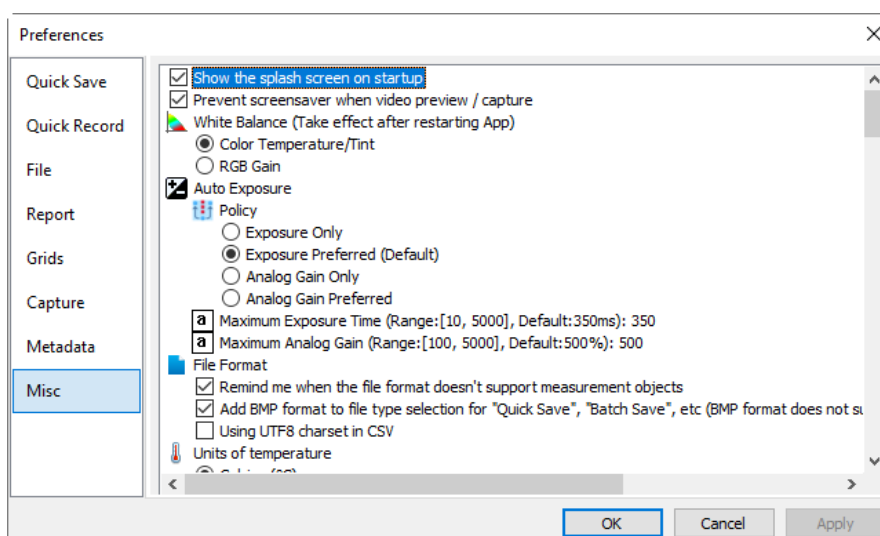 Preferences
Quick Save
Quick Record
File
Report
Grids
Capture
Metadata
Misc
Show the splash screen on startup
Prevent screensaver when video preview / capture
White Balance (Take effect after restarting App)
Color Temperature/Tint
RGB Gain
Auto Exposure
Policy
Exposure Only
Exposure Preferred (Default)
Analog Gain Only
Analog Gain Preferred
a Maximum Exposure Time (Range:[10, 5000], Default:350ms): 350
a Maximum Analog Gain (Range:[100, 5000], Default:500%): 500
File Format
Remind me when the file format doesn't support measurement objects
Add BMP format to file type selection for "Quick Save", "Batch Save", etc (BMP format does not
Using UTF8 charset in CSV
Units of temperature
OK
Cancel
Apply